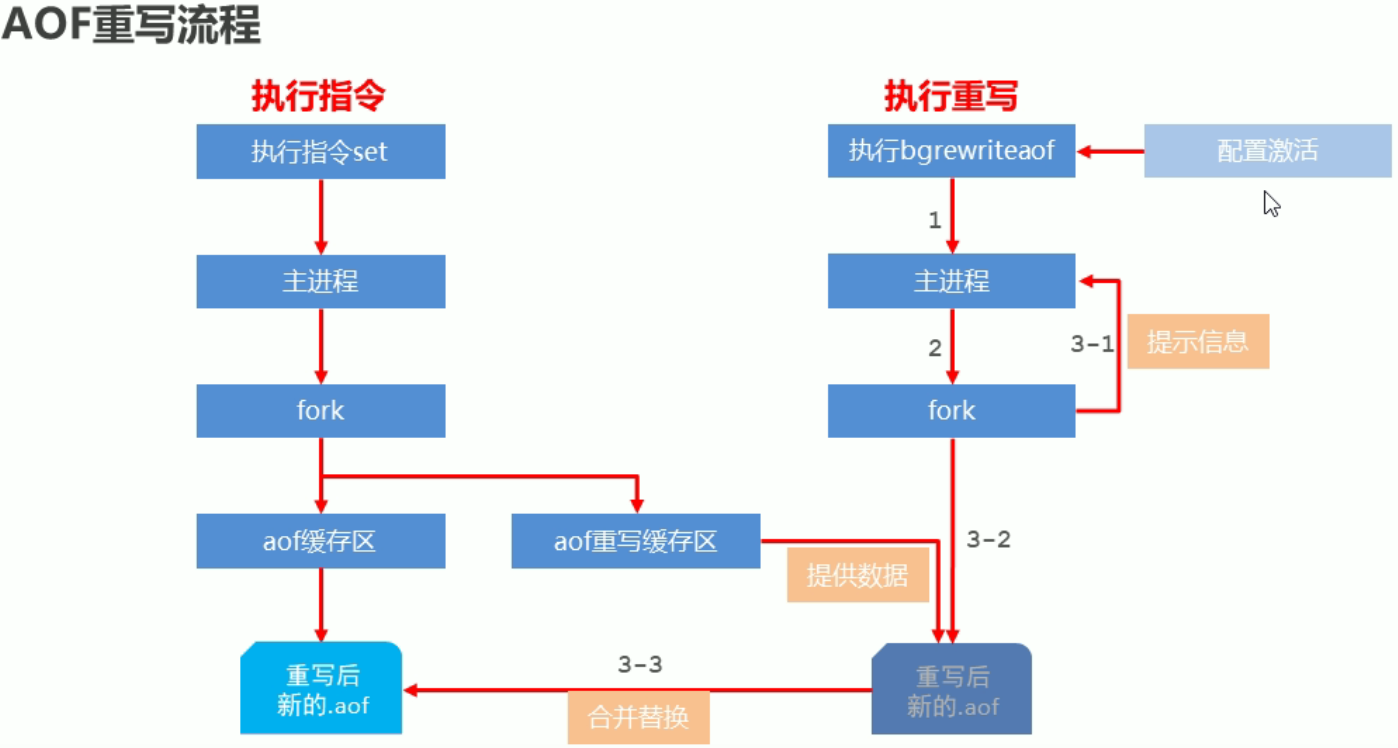 AOF重写流程
执行指令
执行重写
执行指令set
执行bgrewriteaof
配置激活
1
主进程
主进程
2
3-1
提示信息
fork
fork
aof缓存区
aof重写缓存区
3-2
提供数据
重写后
新的.aof
3-3
合并替换
重写后
新的.aof